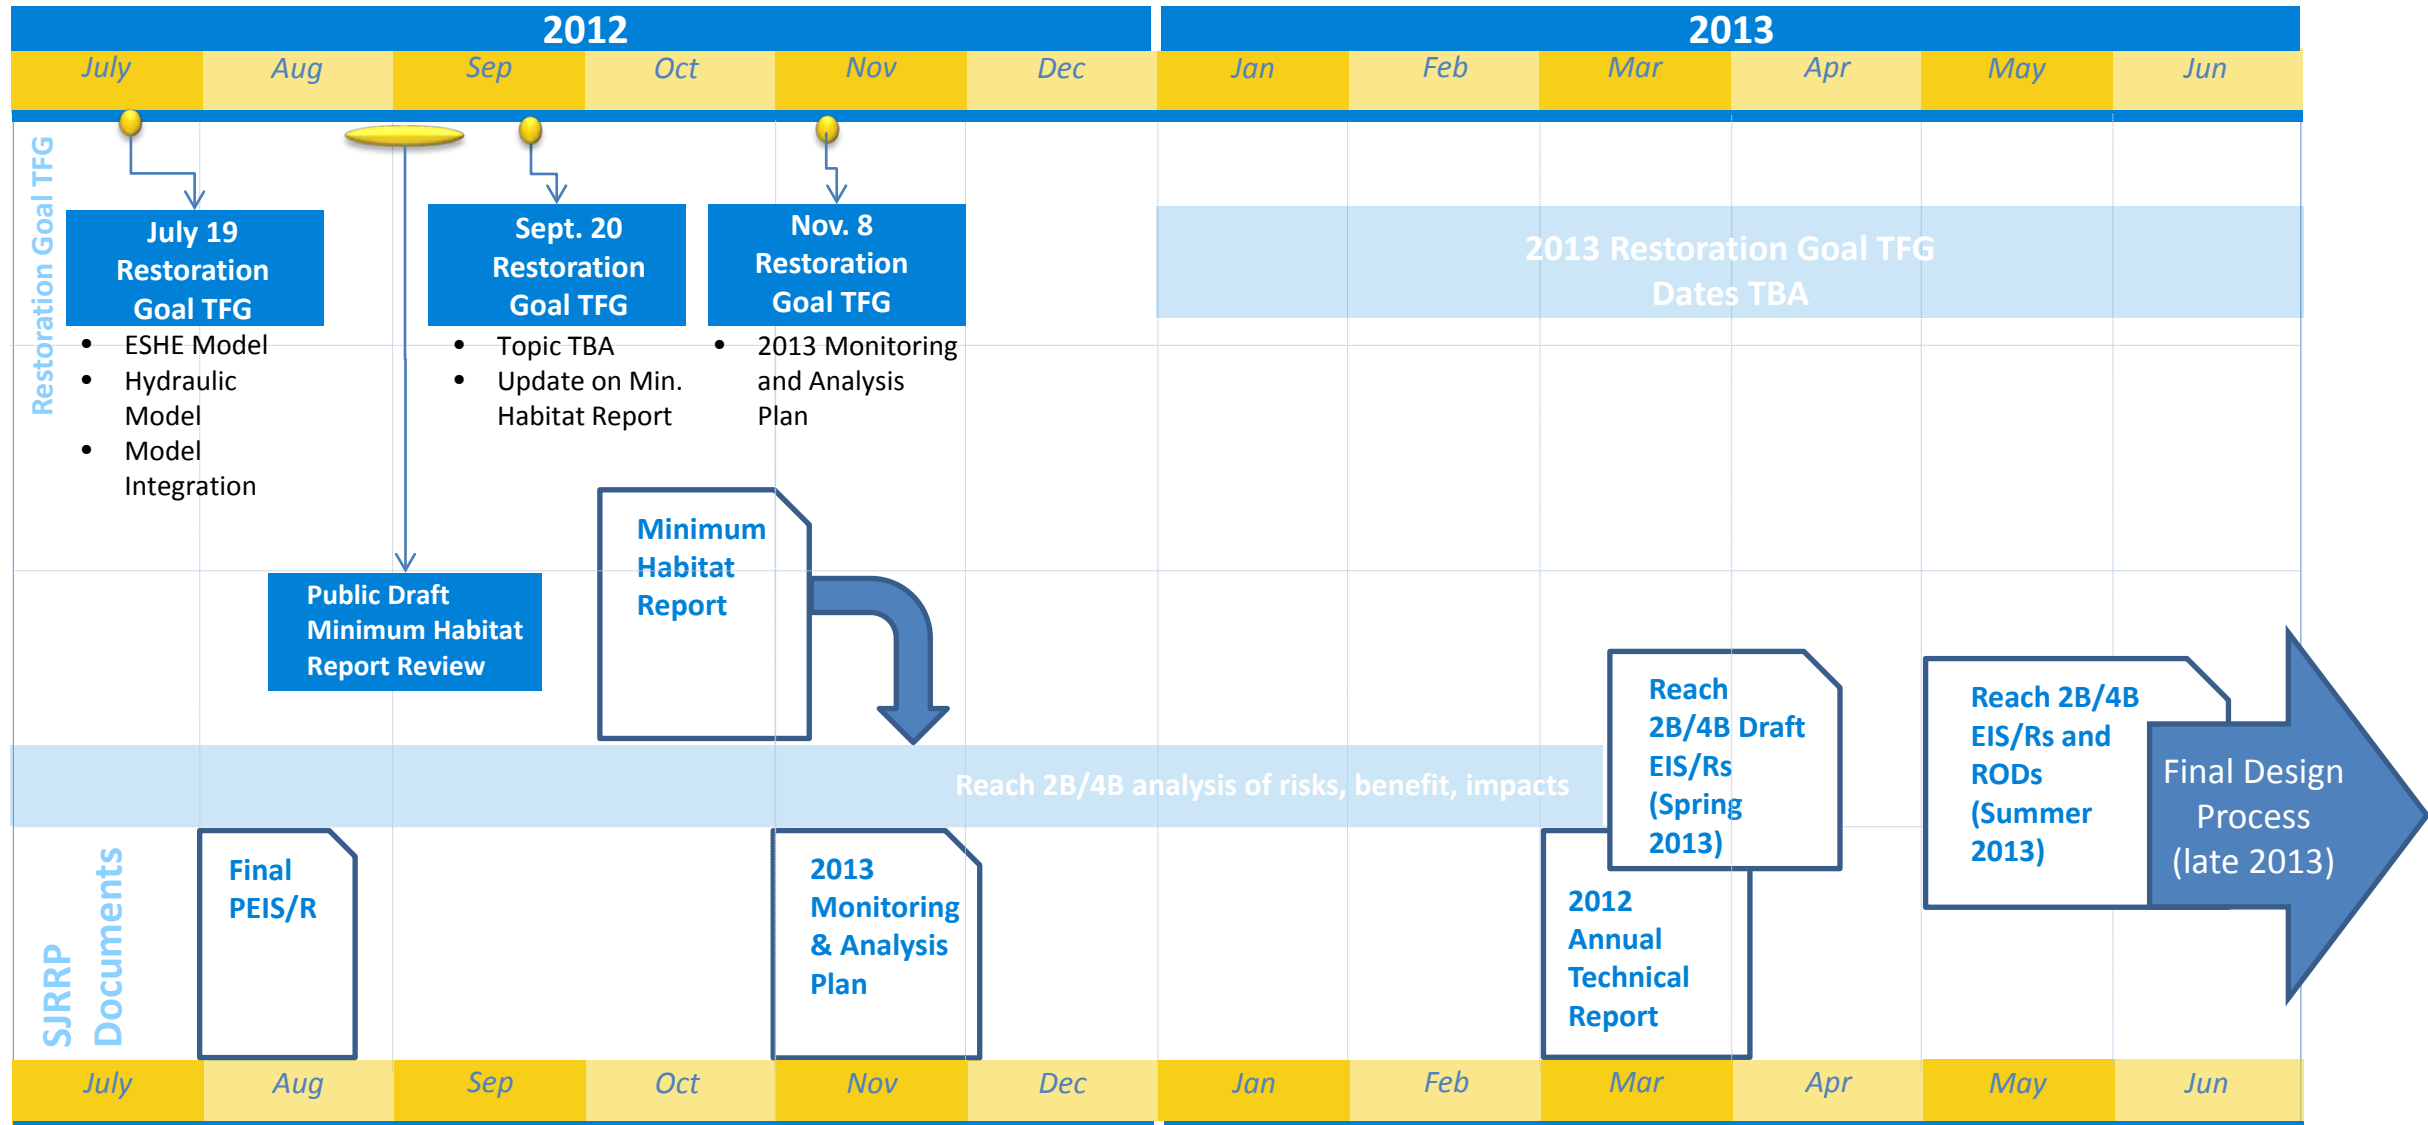 2012
2013
July
Aug
Sep
Oct
Nov
Dec
Jan
Feb
Mar
Apr
May
Jun
Restoration Goal TFG
July 19
Restoration
Goal TFG
• ESHE Model
• Hydraulic
Model
• Model
Integration
Sept. 20
Restoration
Goal TFG
• Topic TBA
• Update on Min.
Habitat Report
Nov. 8
Restoration
Goal TFG
• 2013 Monitoring
and Analysis
Plan
2013 Restoration Goal TFG
Dates TBA
Public Draft
Minimum Habitat
Report Review
Minimum
Habitat
Report
Reach 2B/4B analysis of risks, benefit, impacts
Reach
2B/4B Draft
EIS/Rs
(Spring
2013)
Reach 2B/4B
EIS/Rs and
RODs
(Summer
2013)
Final Design
Process
(late 2013)
SJRRP
Documents
Final
PEIS/R
2013
Monitoring
& Analysis
Plan
2012
Annual
Technical
Report
July
Aug
Sep
Oct
Nov
Dec
Jan
Feb
Mar
Apr
May
Jun